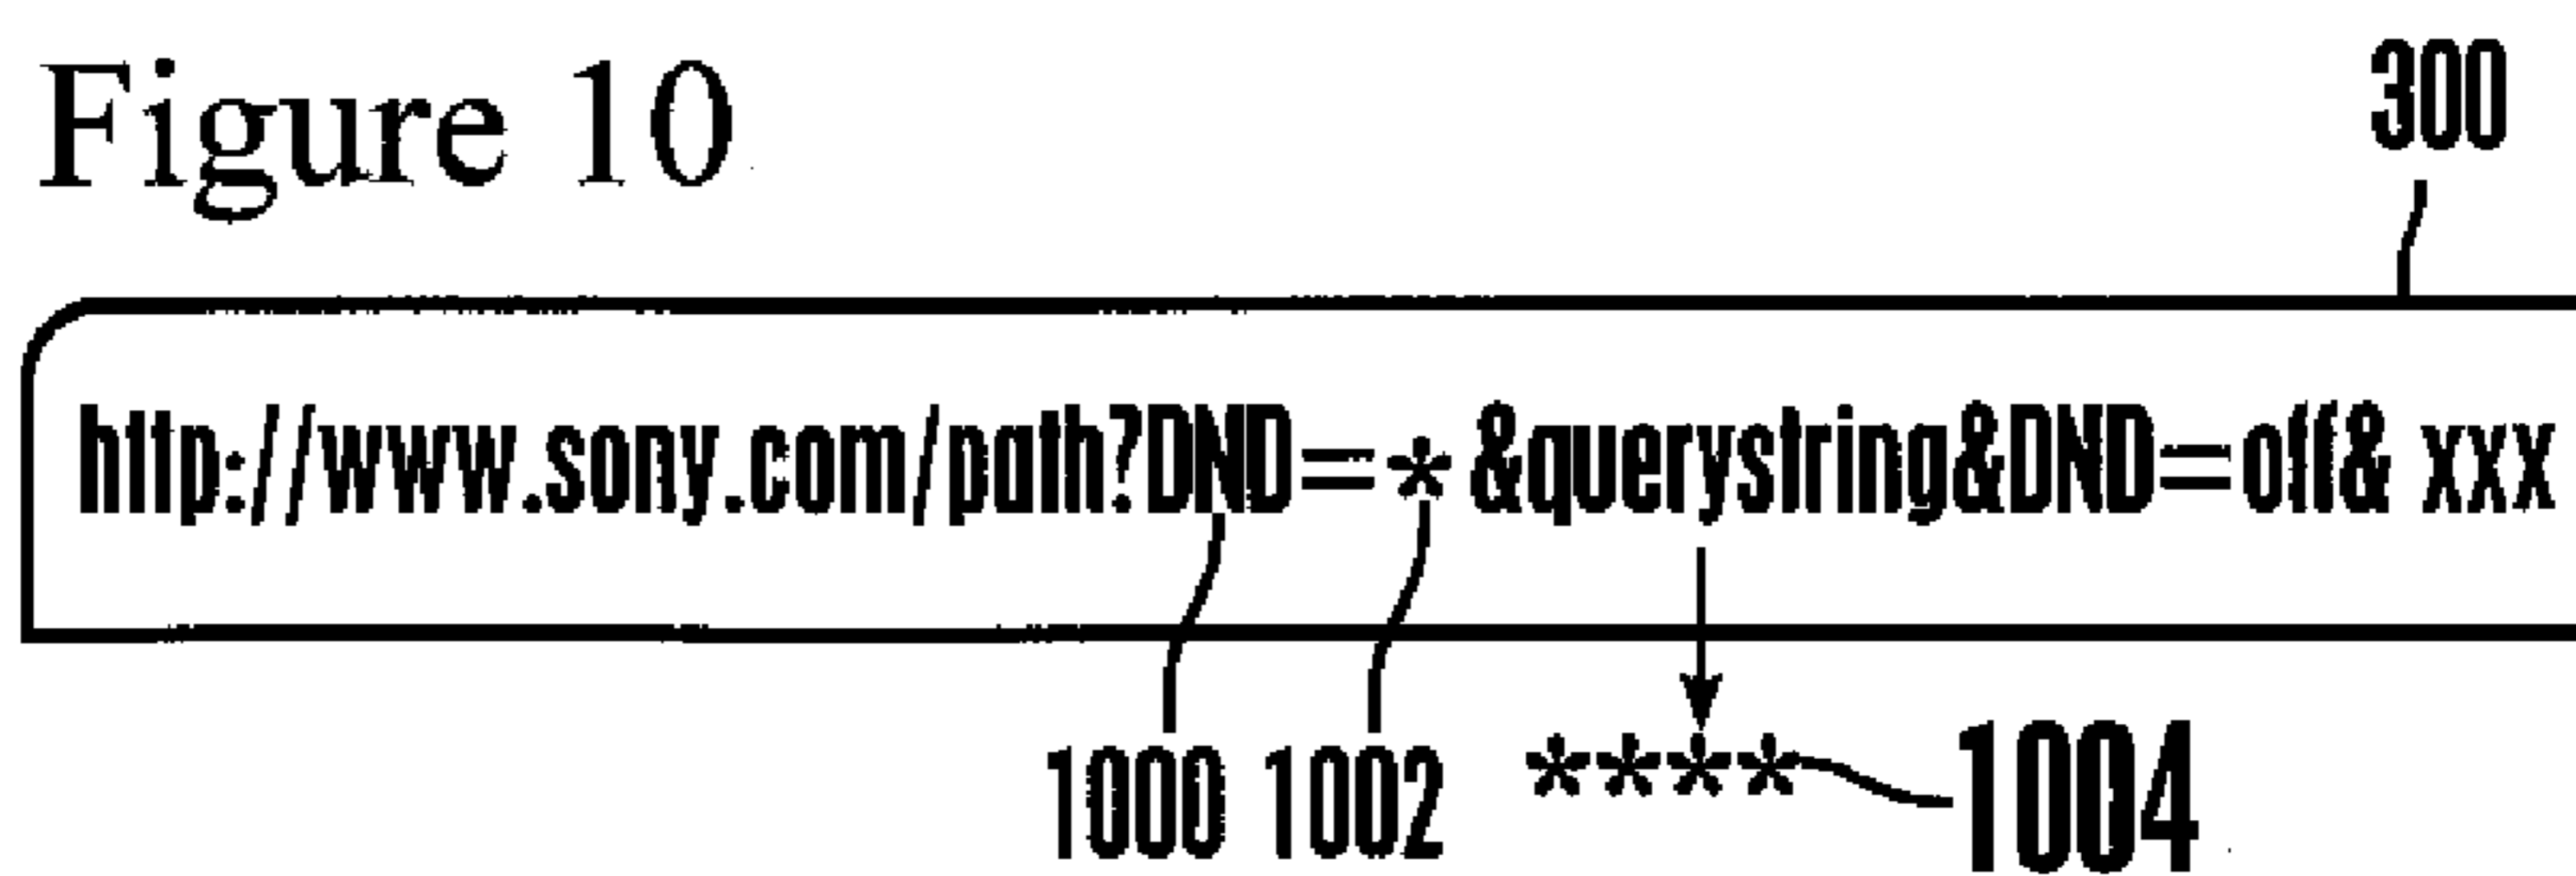 Figure 10
300
http://www.sony.com/path?DND=* &querystring&DND=off& xxx
1000 1002 **** 1004